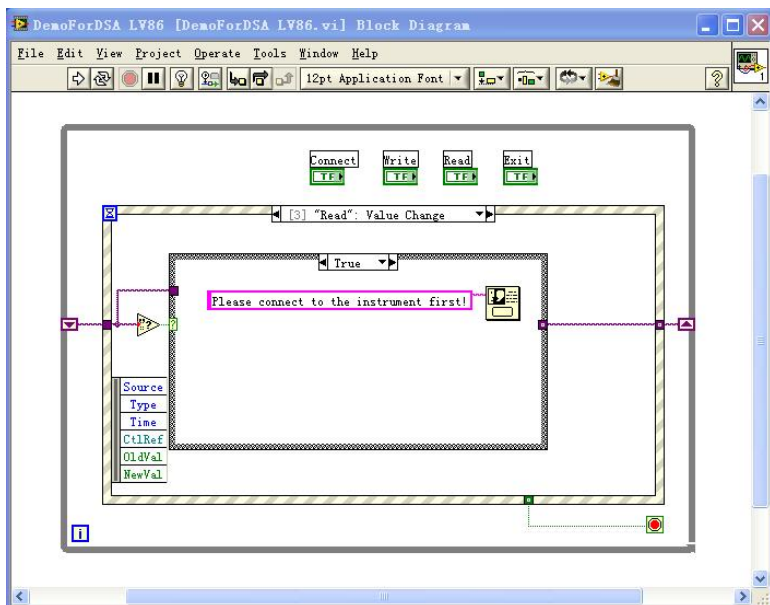 DemoForDSA LV86 [DemoForDSA LV86.vi] Block Diagram
File Edit View Project Operate Tools Window Help
12pt Application Font
1
Connect Write Read Exit
TF TF TF TF
[3] "Read": Value Change
True
Please connect to the instrument first!
?
?
Source
Type
Time
CtlRef
OldVal
NewVal
i